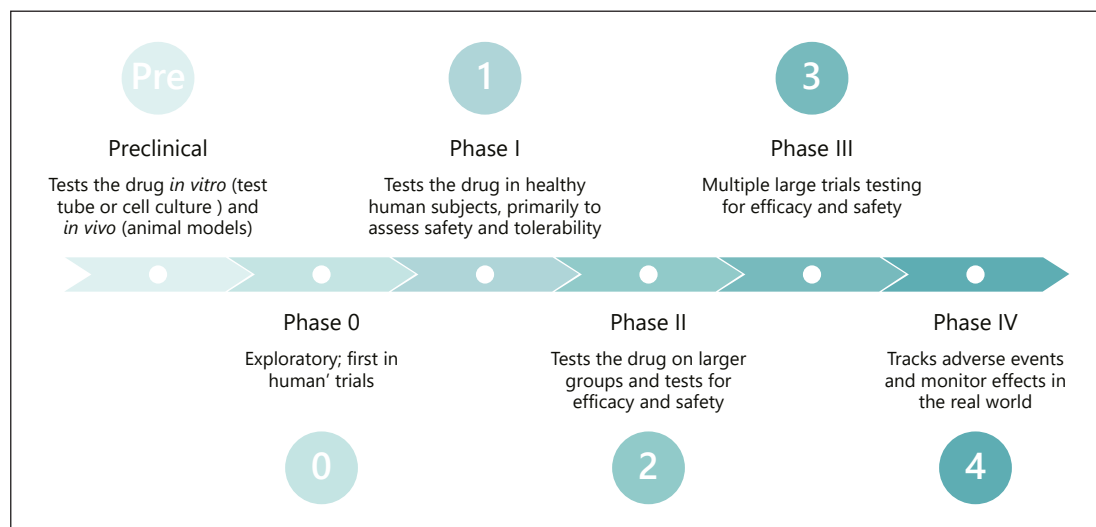 Pre
Preclinical
Tests the drug in vitro (test
tube or cell culture ) and
in vivo (animal models)
1
Phase I
Tests the drug in healthy
human subjects, primarily to
assess safety and tolerability
3
Phase III
Multiple large trials testing
for efficacy and safety
Phase 0
Exploratory; first in
human’ trials
0
Phase II
Tests the drug on larger
groups and tests for
efficacy and safety
2
Phase IV
Tracks adverse events
and monitor effects in
the real world
4